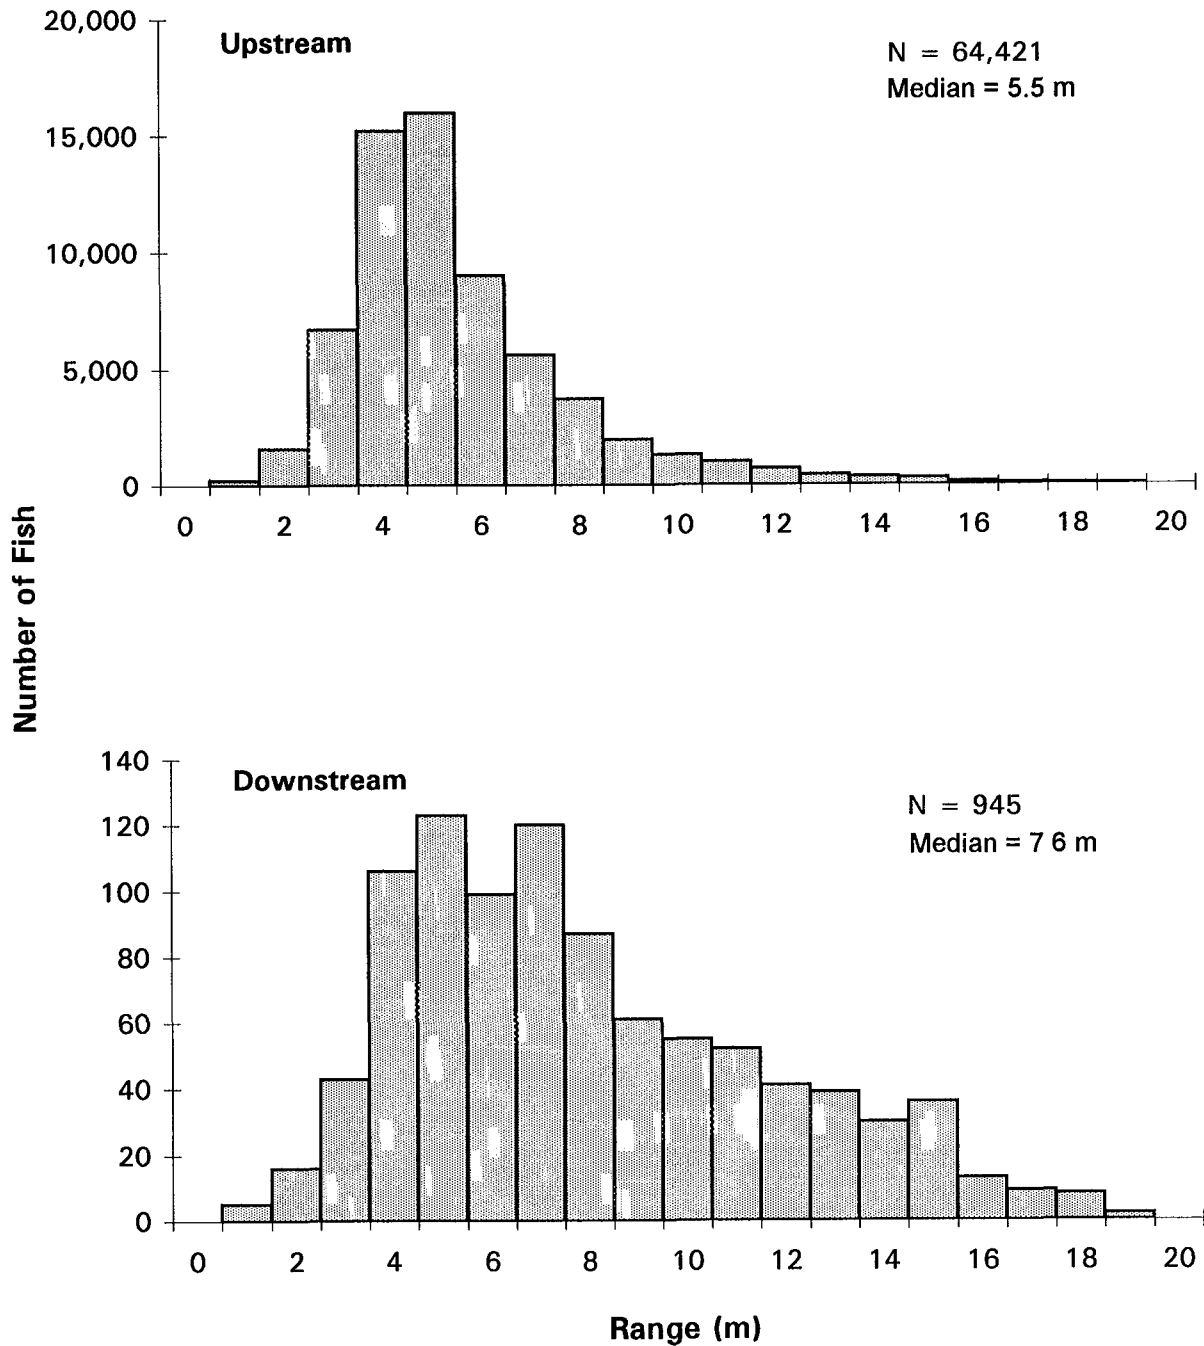 20,000
Upstream
N = 64,421
Median = 5.5 m
15,000
10,000
5,000
0
0 2 4 6 8 10 12 14 16 18 20
Number of Fish
140
Downstream
N = 945
Median = 7 6 m
120
100
80
60
40
20
0
0 2 4 6 8 10 12 14 16 18 20
Range (m)